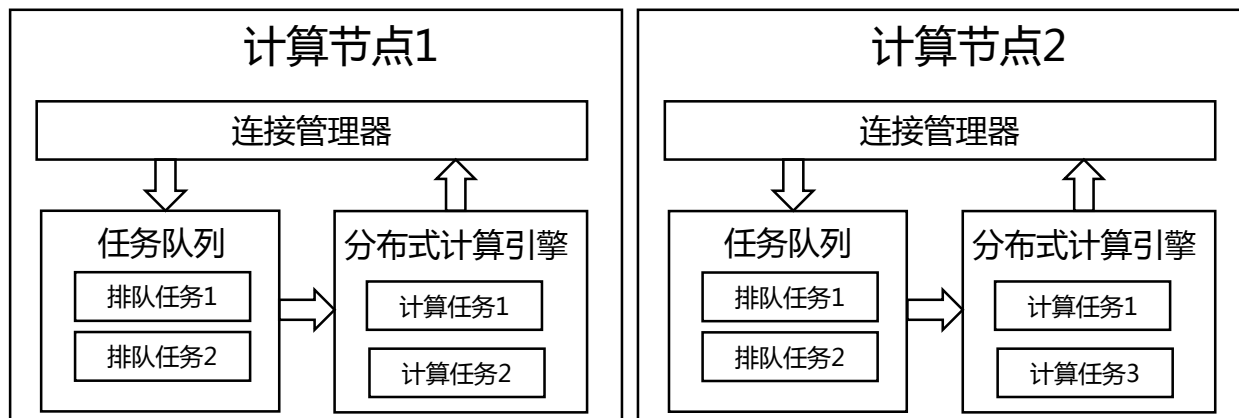 计算节点1
连接管理器
任务队列
排队任务1
排队任务2
分布式计算引擎
计算任务1
计算任务2
计算节点2
连接管理器
任务队列
排队任务1
排队任务2
分布式计算引擎
计算任务1
计算任务3